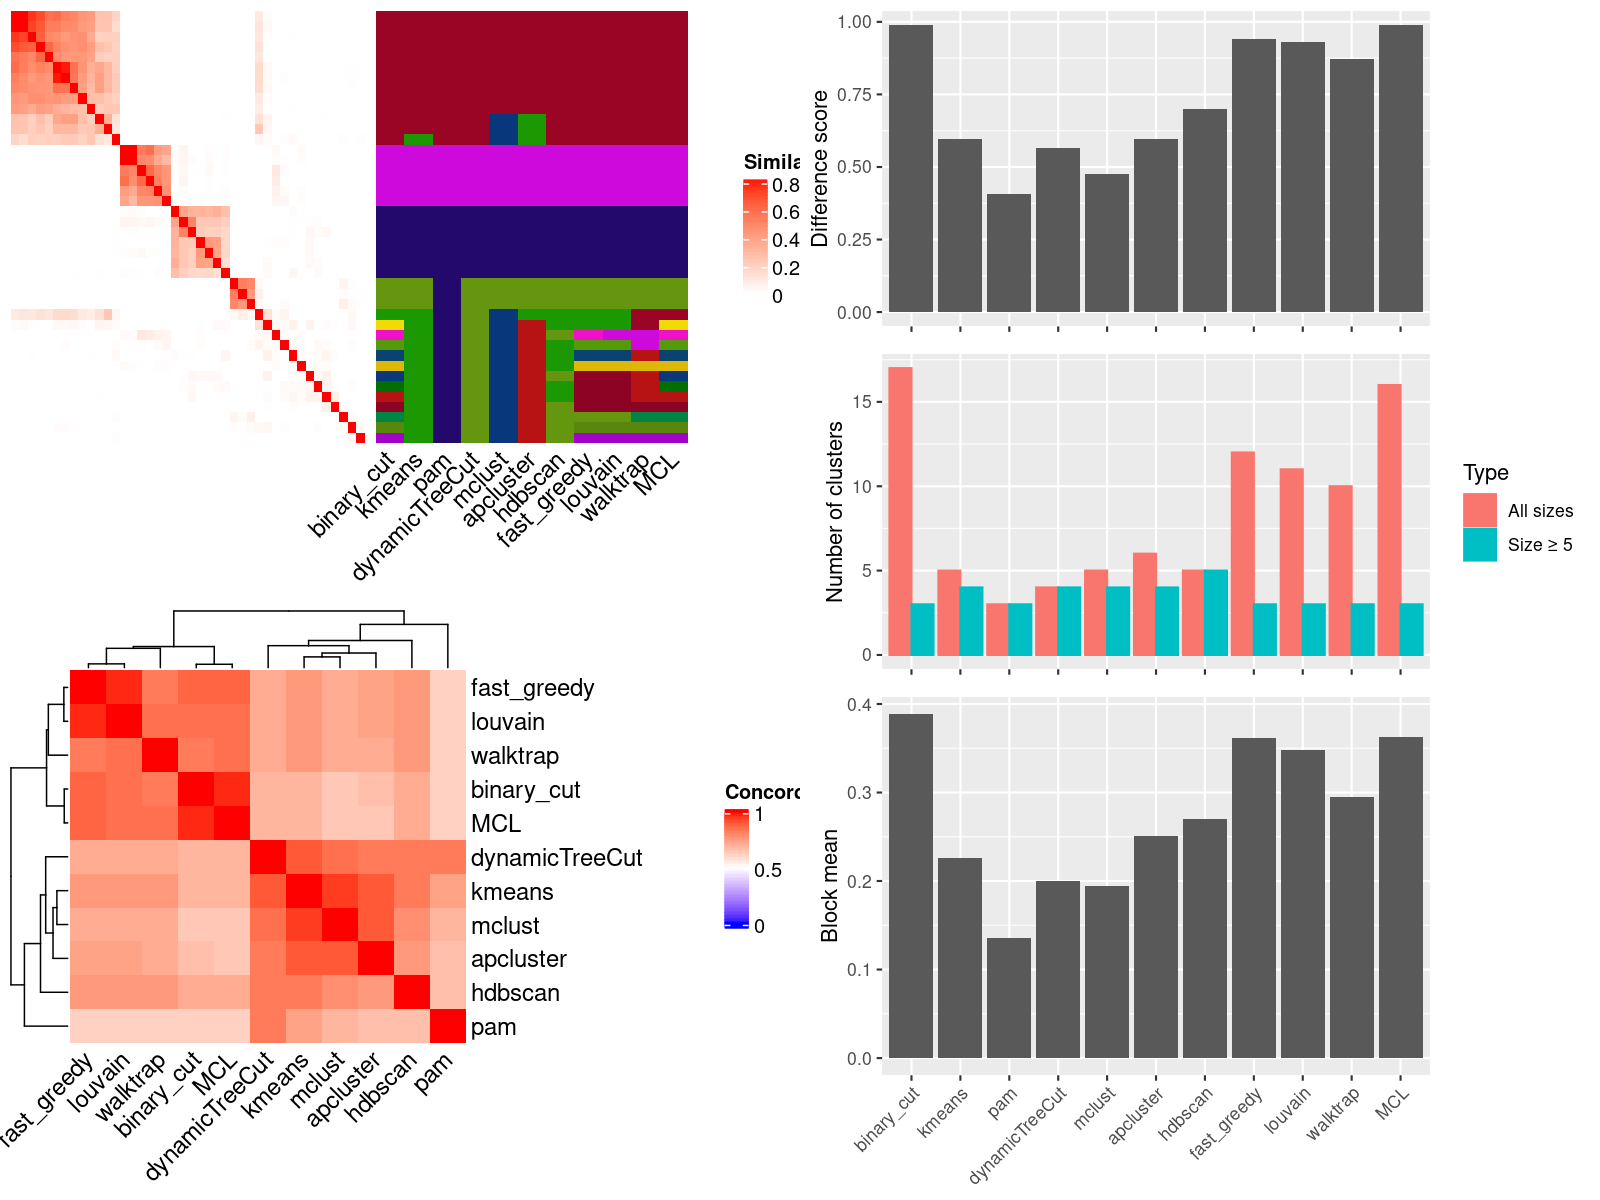 Simila
0.8
0.6
0.4
0.2
0
binary_cut
kmeans
pam
dynamicTreeCut
mclust
apcluster
hdbscan
fast_greedy
louvain
walktrap
MCL
fast_greedy
louvain
walktrap
binary_cut
MCL
dynamicTreeCut
kmeans
mclust
apcluster
hdbscan
pam
fast_greedy
louvain
walktrap
binary_cut
MCL
dynamicTreeCut
kmeans
mclust
apcluster
hdbscan
pam
Concord
1
0.5
0
Difference score
1.00
0.75
0.50
0.25
0.00
Number of clusters
15
10
5
0
Type
All sizes
Size ≥ 5
Block mean
0.4
0.3
0.2
0.1
0.0
binary_cut
kmeans
pam
dynamicTreeCut
mclust
apcluster
hdbscan
fast_greedy
louvain
walktrap
MCL